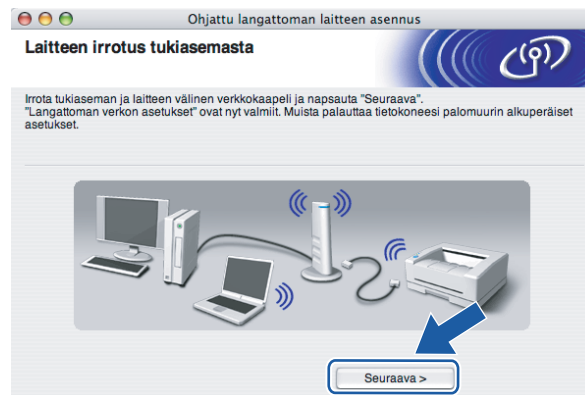 Ohjattu langattoman laitteen asennus
Laitteen irrotus tukiasemasta
Irrota tukiaseman ja laitteen välinen verkkokaapeli ja napsauta "Seuraava".
"Langattoman verkon asetukset" ovat nyt valmiit. Muista palauttaa tietokoneesi palomuurin alkuperäiset
asetukset.
Seuraava >